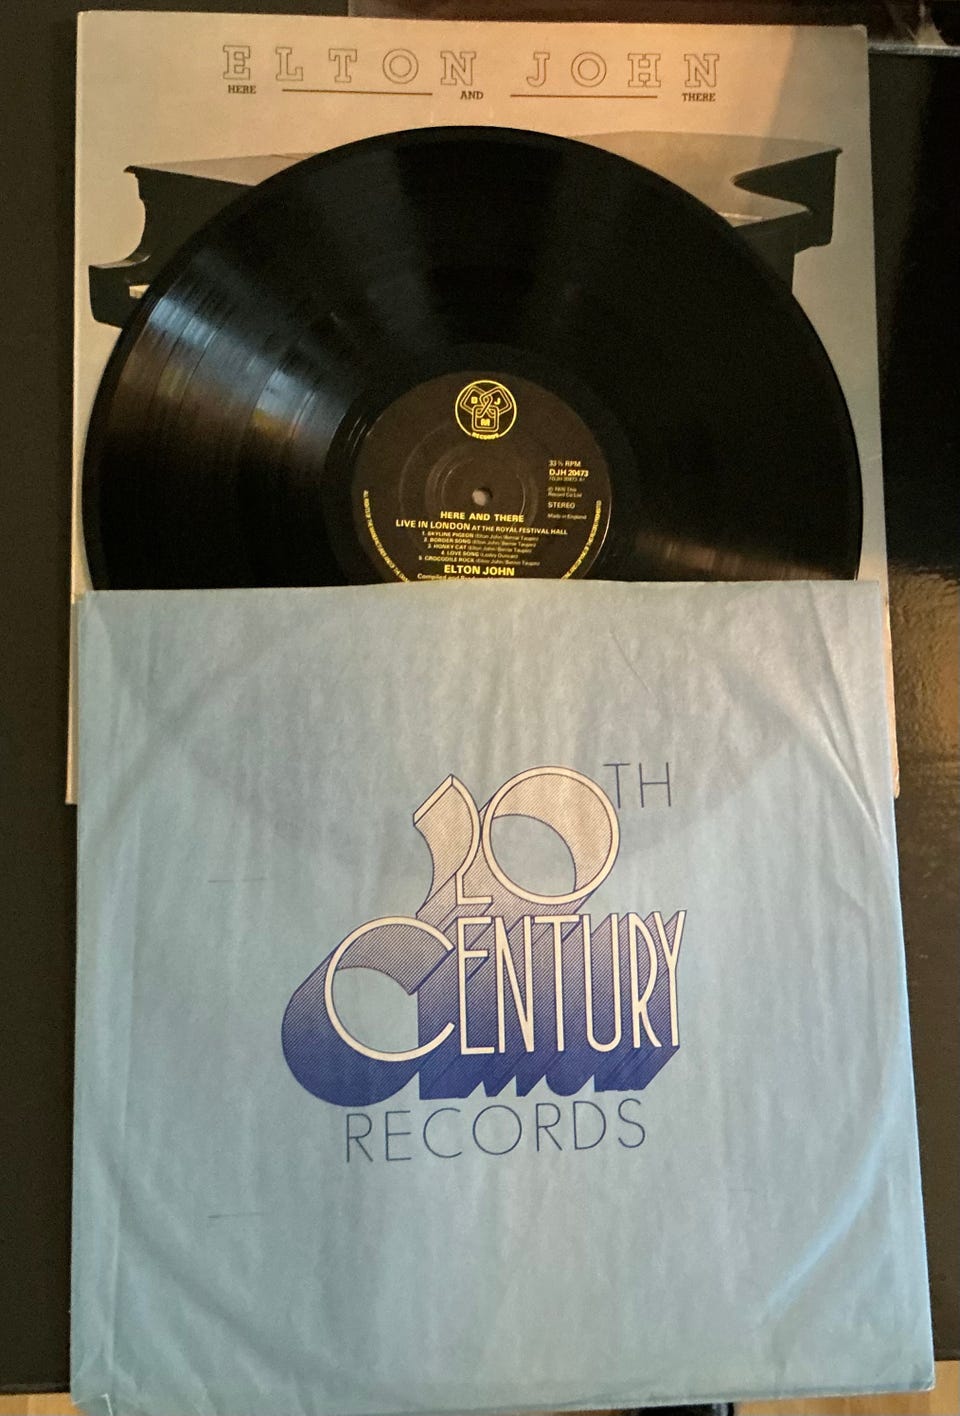 ELTON JOHN
HERE AND THERE
D J
M
RECORDS
33⅓ RPM
DJH 20473
STEREO
Made in England
HERE AND THERE
LIVE IN LONDON AT THE ROYAL FESTIVAL HALL
1. SKYLINE PIGEON (Elton John/Bernie Taupin)
2. BORDER SONG (Elton John/Bernie Taupin)
3. HONKY CAT (Elton John/Bernie Taupin)
4. LOVE SONG (Lesley Duncan)
5. CROCODILE ROCK (Elton John/Bernie Taupin)
ELTON JOHN
Compiled and
20TH
CENTURY
RECORDS